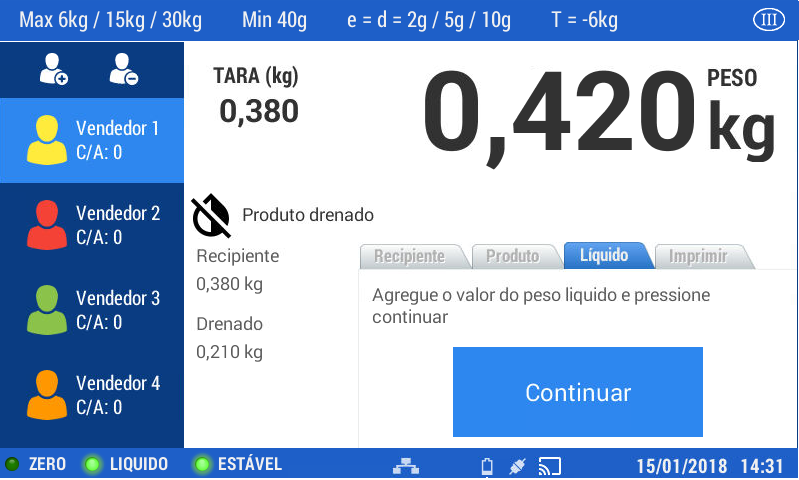 Max 6kg / 15kg / 30kg Min 40g e = d = 2g / 5g / 10g T = -6kg III
Vendedor 1
C/A: 0
Vendedor 2
C/A: 0
Vendedor 3
C/A: 0
Vendedor 4
C/A: 0
TARA (kg)
0,380
0,420
PESO
kg
Produto drenado
Recipiente
0,380 kg
Drenado
0,210 kg
Recipiente Produto Líquido Imprimir
Agregue o valor do peso liquido e pressione
continuar
Continuar
ZERO LIQUIDO ESTÁVEL 15/01/2018 14:31